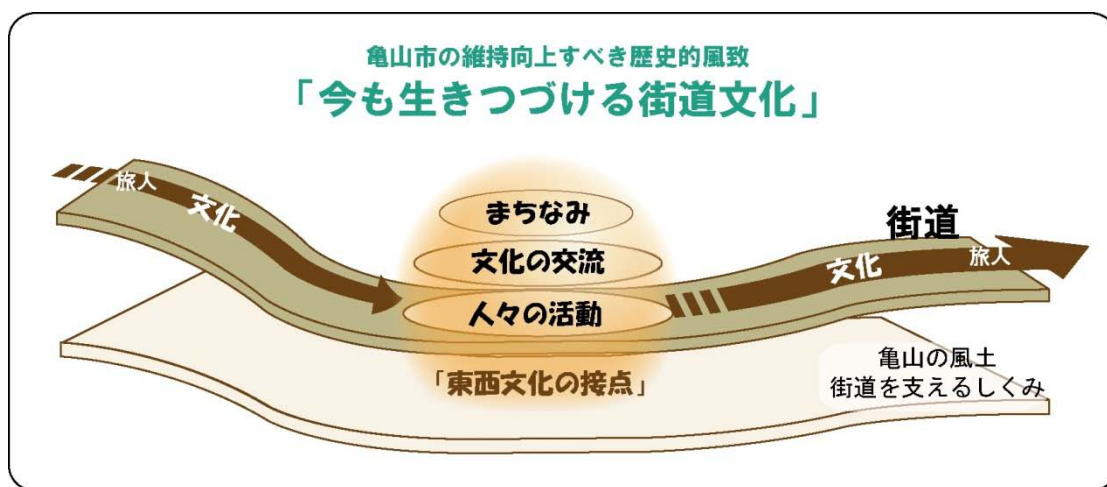 亀山市の維持向上すべき歴史的風致
「今も生きつづける街道文化」
旅人
文化
まちなみ
文化の交流
人々の活動
「東西文化の接点」
街道
文化
旅人
亀山の風土
街道を支えるしくみ